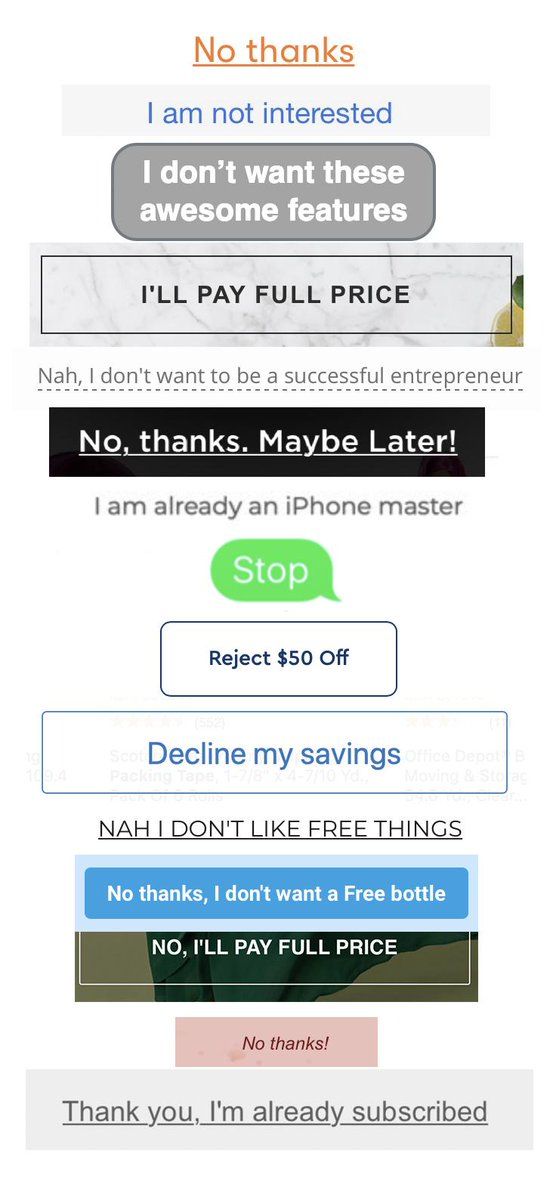 No thanks
I am not interested
I don’t want these
awesome features
I'LL PAY FULL PRICE
Nah, I don't want to be a successful entrepreneur
No, thanks. Maybe Later!
I am already an iPhone master
Stop
Reject $50 Off
(552)
Decline my savings
Office Depot® B
109.4
Packing Tape, 1-7/8" x 4-7/10 Yd.,
Moving & Storag
Pack Of 6 Rolls
NAH I DON'T LIKE FREE THINGS
No thanks, I don't want a Free bottle
NO, I'LL PAY FULL PRICE
No thanks!
Thank you, I'm already subscribed